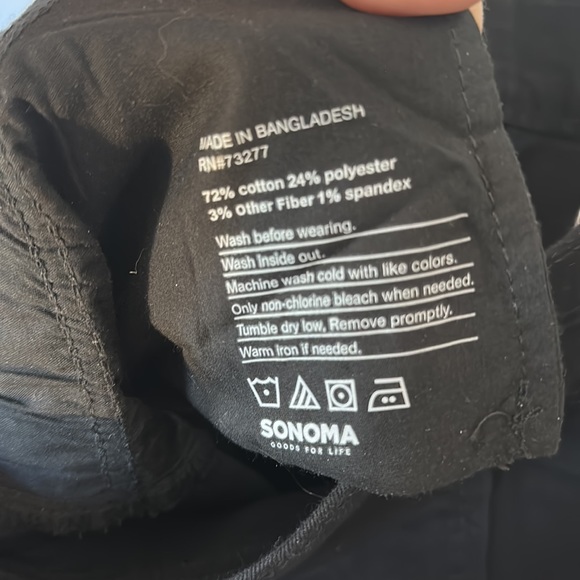 MADE IN BANGLADESH
RN#73277
72% cotton 24% polyester
3% Other Fiber 1% spandex
Wash before wearing.
Wash Inside out.
Machine wash cold with like colors.
Only non-chlorine bleach when needed.
Tumble dry low, Remove promptly.
Warm iron if needed.
SONOMA
GOODS FOR LIFE